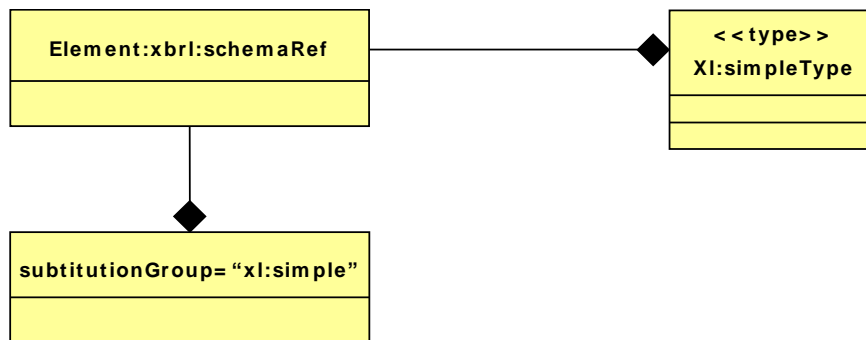 Element:xbrl:schemaRef
<<type>>
Xl:simpleType
subtitutionGroup=“xl:simple”